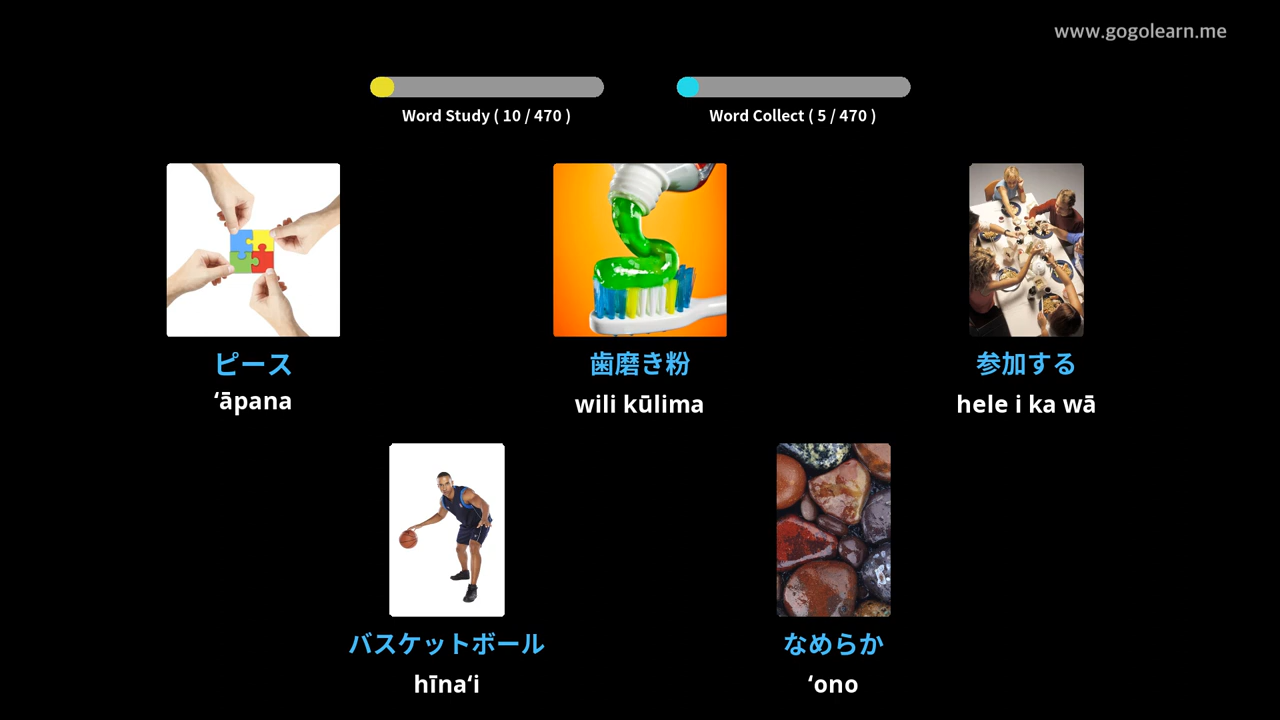 www.gogolearn.me
Word Study ( 10 / 470 )
Word Collect ( 5 / 470 )
ピース
ʻāpana
歯磨き粉
wili kūlima
参加する
hele i ka wā
バスケットボール
hīnaʻi
なめらか
ʻono